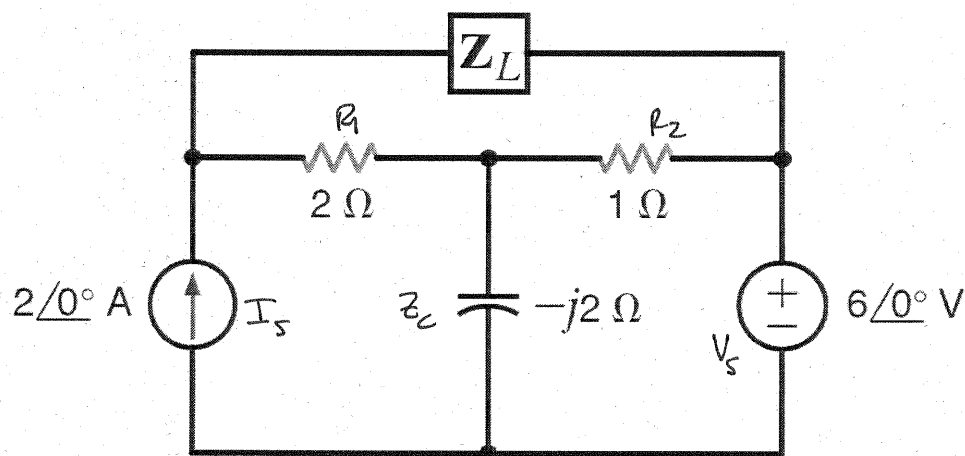 Z_L
R₁
R₂
2 Ω
1 Ω
2/0° A
I_s
Z_c
−j2 Ω
+
−
V_s
6/0° V